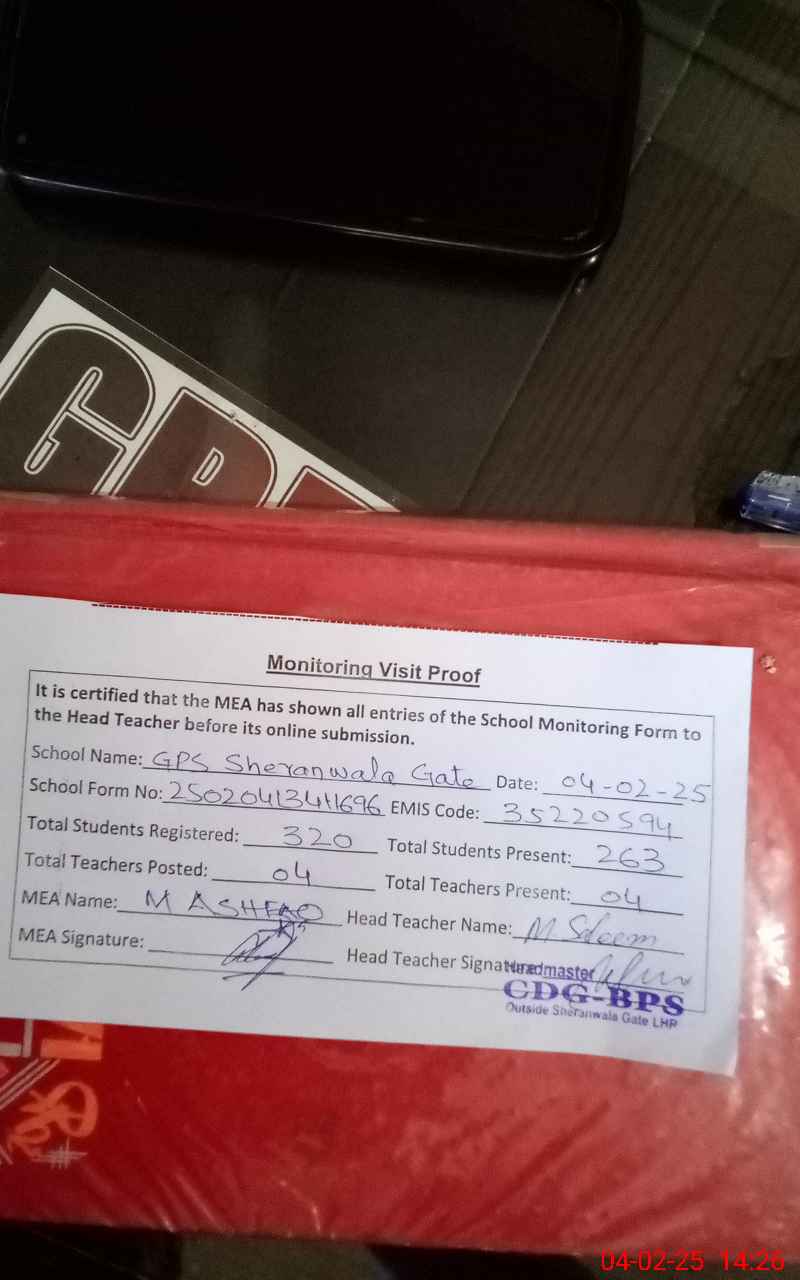 Monitoring Visit Proof
It is certified that the MEA has shown all entries of the School Monitoring Form to
the Head Teacher before its online submission.
School Name: GPS Sheranwala Gate Date: 04-02-25
School Form No: 25020413411696 EMIS Code: 35220594
Total Students Registered: 320 Total Students Present: 263
Total Teachers Posted: 04 Total Teachers Present: 04
MEA Name: M ASHFAQ Head Teacher Name: M Saleem
MEA Signature: Head Teacher Signature:
Headmaster
CDG-BPS
Outside Sheranwala Gate LHR
04-02-25 14:26